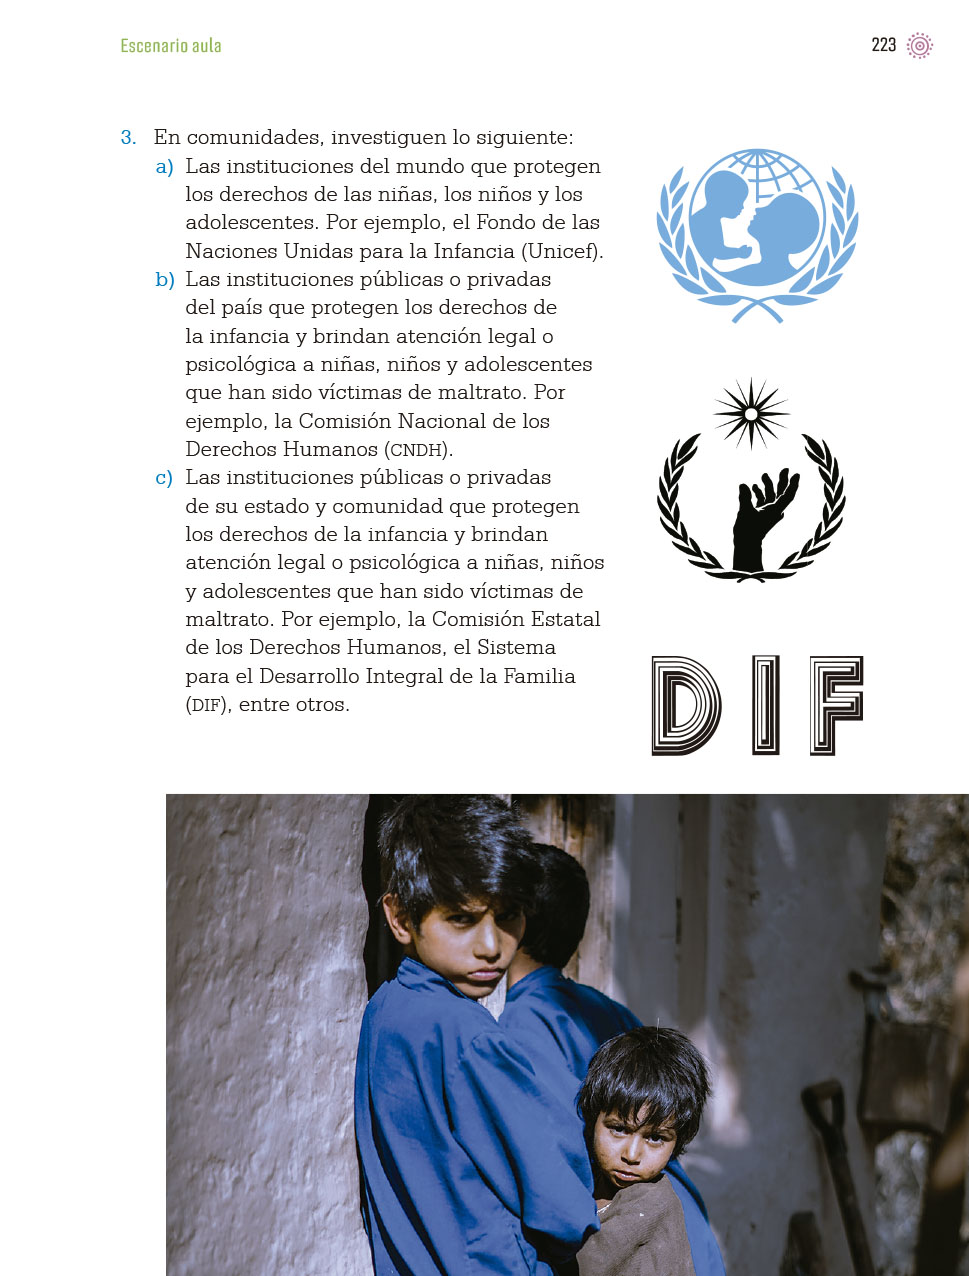 Escenario aula
223
3. En comunidades, investiguen lo siguiente:
a) Las instituciones del mundo que protegen
los derechos de las niñas, los niños y los
adolescentes. Por ejemplo, el Fondo de las
Naciones Unidas para la Infancia (Unicef).
b) Las instituciones públicas o privadas
del país que protegen los derechos de
la infancia y brindan atención legal o
psicológica a niñas, niños y adolescentes
que han sido víctimas de maltrato. Por
ejemplo, la Comisión Nacional de los
Derechos Humanos (CNDH).
c) Las instituciones públicas o privadas
de su estado y comunidad que protegen
los derechos de la infancia y brindan
atención legal o psicológica a niñas, niños
y adolescentes que han sido víctimas de
maltrato. Por ejemplo, la Comisión Estatal
de los Derechos Humanos, el Sistema
para el Desarrollo Integral de la Familia
(DIF), entre otros.
DIF